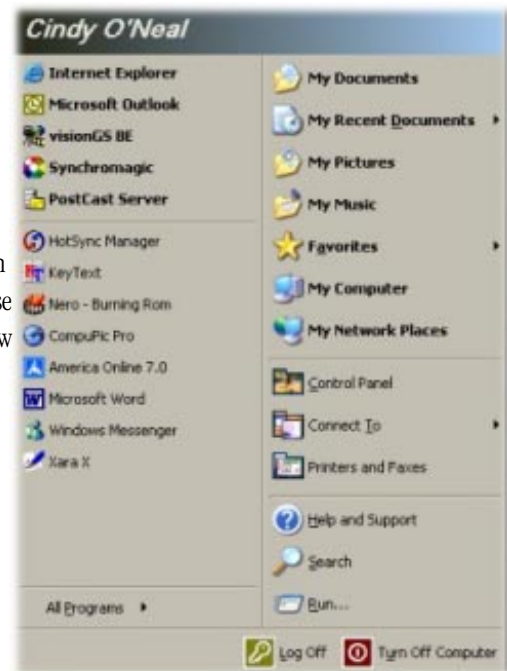 Cindy O'Neal
Internet Explorer
Microsoft Outlook
visionGS BE
Synchromagic
PostCast Server
HotSync Manager
KeyText
Nero - Burning Rom
CompuPic Pro
America Online 7.0
Microsoft Word
Windows Messenger
Xara X
All Programs
My Documents
My Recent Documents
My Pictures
My Music
Favorites
My Computer
My Network Places
Control Panel
Connect To
Printers and Faxes
Help and Support
Search
Run...
Log Off
Turn Off Computer